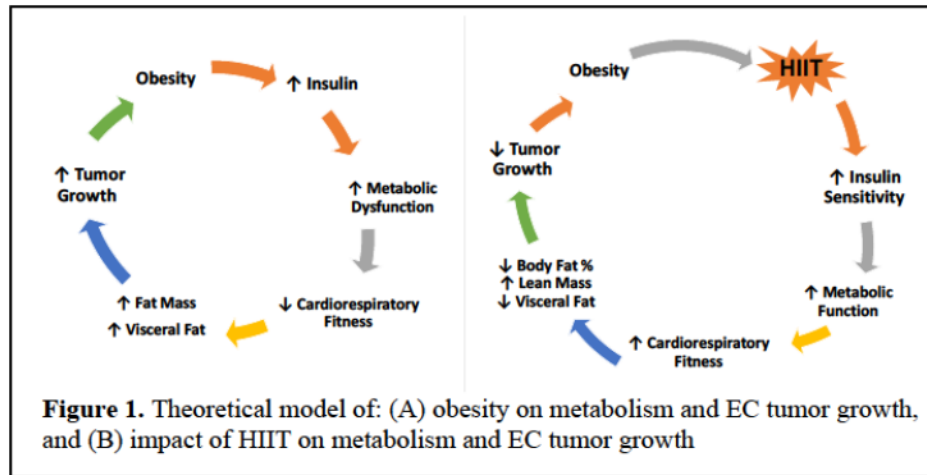 Obesity
↑ Insulin
↑ Metabolic
Dysfunction
↓ Cardiorespiratory
Fitness
↑ Fat Mass
↑ Visceral Fat
↑ Tumor
Growth
Obesity
HIIT
↑ Insulin
Sensitivity
↑ Metabolic
Function
↑ Cardiorespiratory
Fitness
↓ Body Fat %
↑ Lean Mass
↓ Visceral Fat
↓ Tumor
Growth
Figure 1. Theoretical model of: (A) obesity on metabolism and EC tumor growth,
and (B) impact of HIIT on metabolism and EC tumor growth